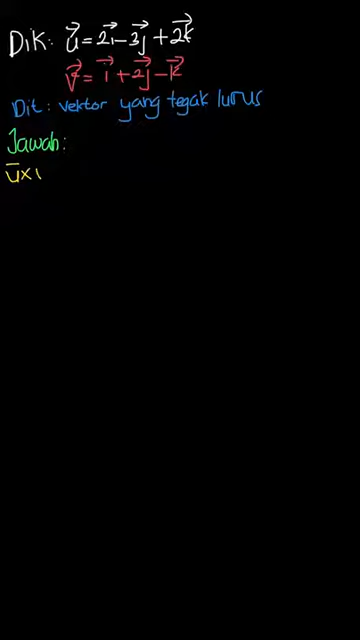 Dik: u⃗ = 2i⃗ - 3j⃗ + 2k⃗
v⃗ = i⃗ + 2j⃗ - k⃗
Dit: vektor yang tegak lurus
Jawab:
u̅×